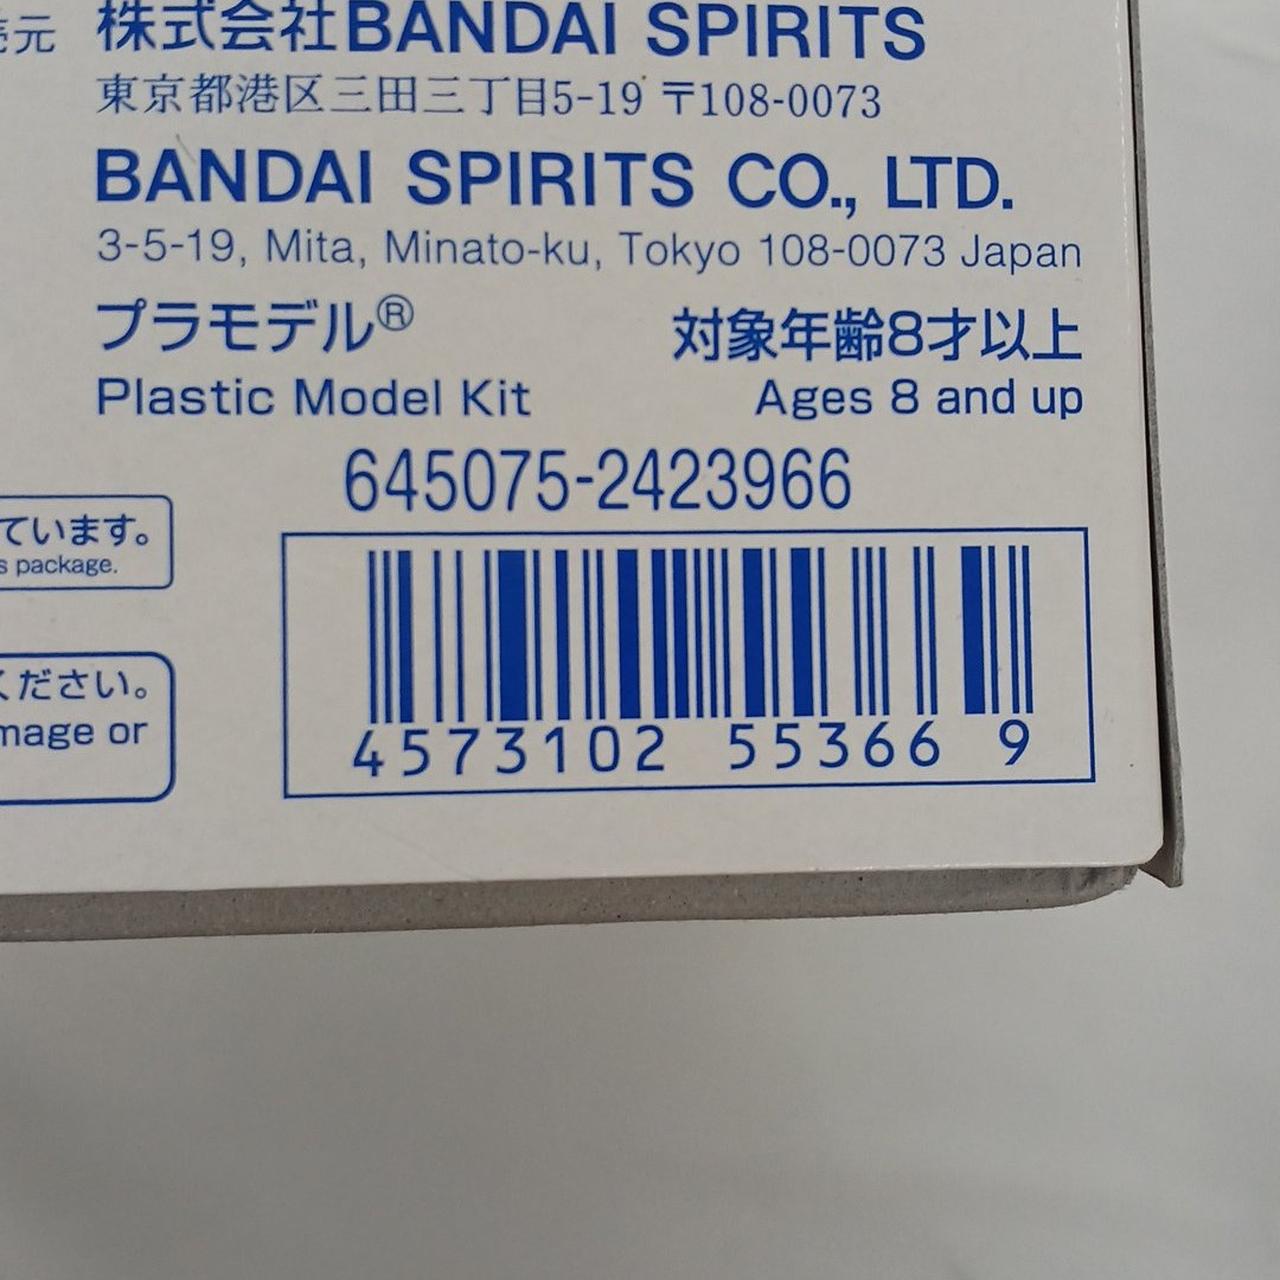 売元 株式会社BANDAI SPIRITS
東京都港区三田三丁目5-19 〒108-0073
BANDAI SPIRITS CO., LTD.
3-5-19, Mita, Minato-ku, Tokyo 108-0073 Japan
プラモデル® 対象年齢8才以上
Plastic Model Kit Ages 8 and up
645075-2423966
ています。
s package.
ください。
mage or
4573102 55366 9